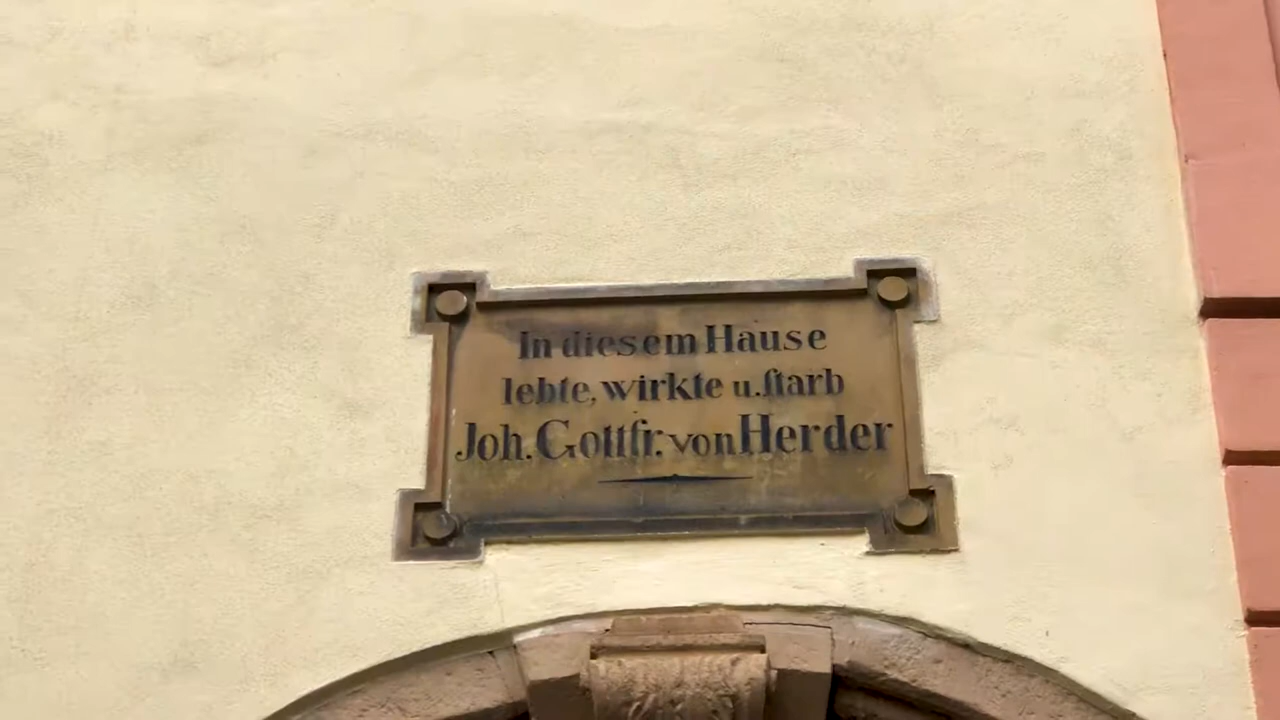 In diesem Hause
lebte, wirkte u. ſtarb
Joh. Gottfr. von Herder